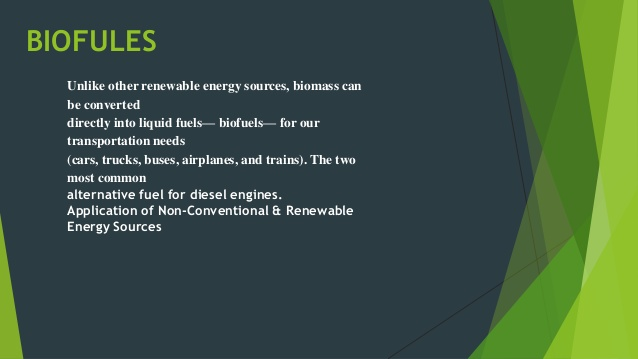 BIOFULES
Unlike other renewable energy sources, biomass can
be converted
directly into liquid fuels— biofuels— for our
transportation needs
(cars, trucks, buses, airplanes, and trains). The two
most common
alternative fuel for diesel engines.
Application of Non-Conventional & Renewable
Energy Sources